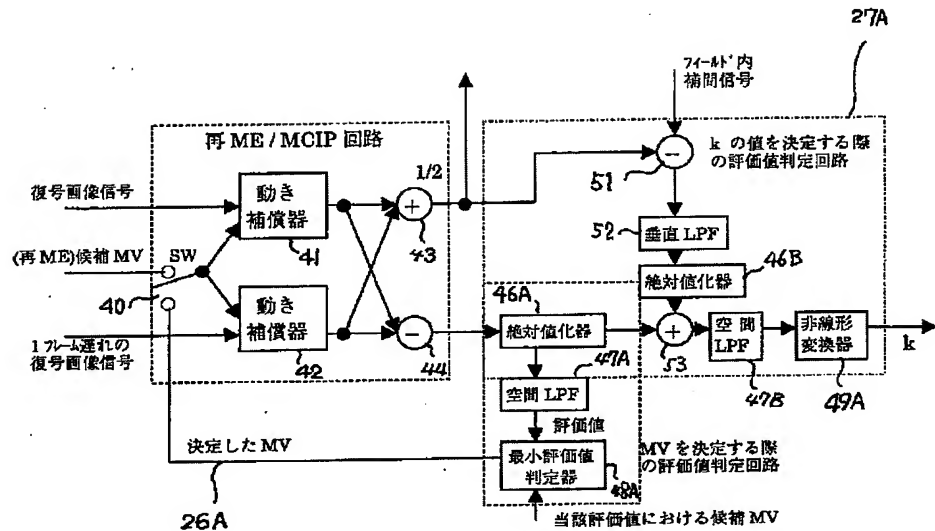 27A
フィールド内
補間信号
再 ME / MCIP 回路
k の値を決定する際
の評価値判定回路
1/2
－
51
復号画像信号
動き
補償器
41
＋
43
52
垂直 LPF
(再 ME)候補 MV
SW
40
46A
46B
絶対値化器
動き
補償器
42
－
44
絶対値化器
＋
53
空間
LPF
47B
非線形
変換器
49A
k
1フレーム遅れの
復号画像信号
47A
空間 LPF
評価値
決定した MV
最小評価値
判定器
48A
MV を決定する際
の評価値判定回路
26A
当該評価値における候補 MV